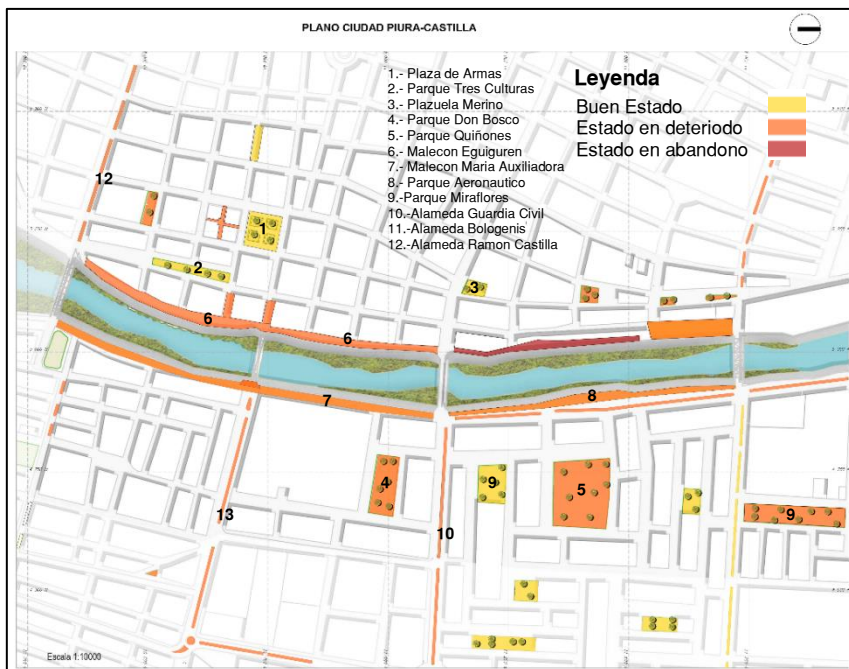 PLANO CIUDAD PIURA-CASTILLA
1.- Plaza de Armas
2.- Parque Tres Culturas
3.- Plazuela Merino
4.- Parque Don Bosco
5.- Parque Quiñones
6.- Malecon Eguiguren
7.- Malecon Maria Auxiliadora
8.- Parque Aeronautico
9.-Parque Miraflores
10.-Alameda Guardia Civil
11.-Alameda Bologenis
12.-Alameda Ramon Castilla
Leyenda
Buen Estado
Estado en deteriodo
Estado en abandono
12
1
2
3
6
6
7
8
4
9
5
9
13
10
Escala 1:10000